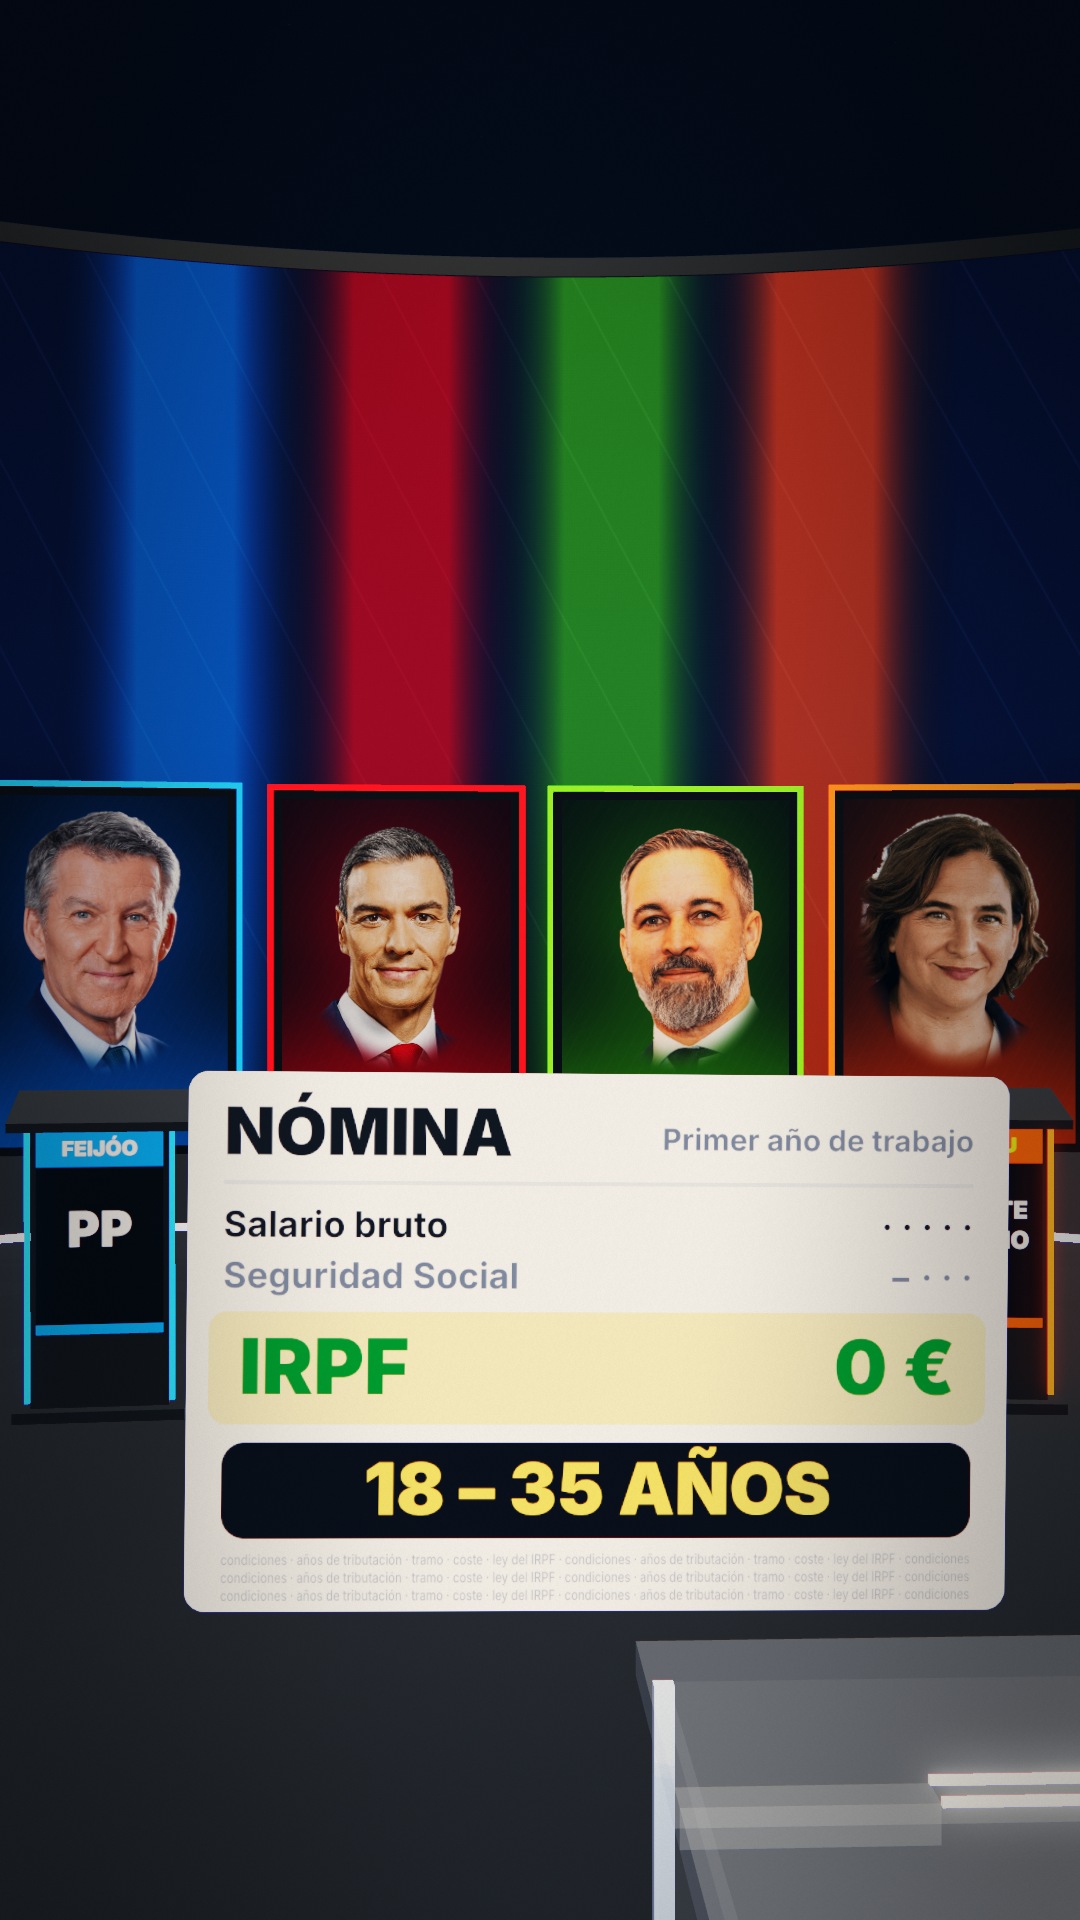 FEIJÓO
PP
NÓMINA
Primer año de trabajo
Salario bruto
Seguridad Social
IRPF 0 €
18 – 35 AÑOS
condiciones · años de tributación · tramo · coste · ley del IRPF · condiciones · años de tributación · tramo · coste · ley del IRPF · condiciones
condiciones · años de tributación · tramo · coste · ley del IRPF · condiciones · años de tributación · tramo · coste · ley del IRPF · condiciones
condiciones · años de tributación · tramo · coste · ley del IRPF · condiciones · años de tributación · tramo · coste · ley del IRPF · condiciones